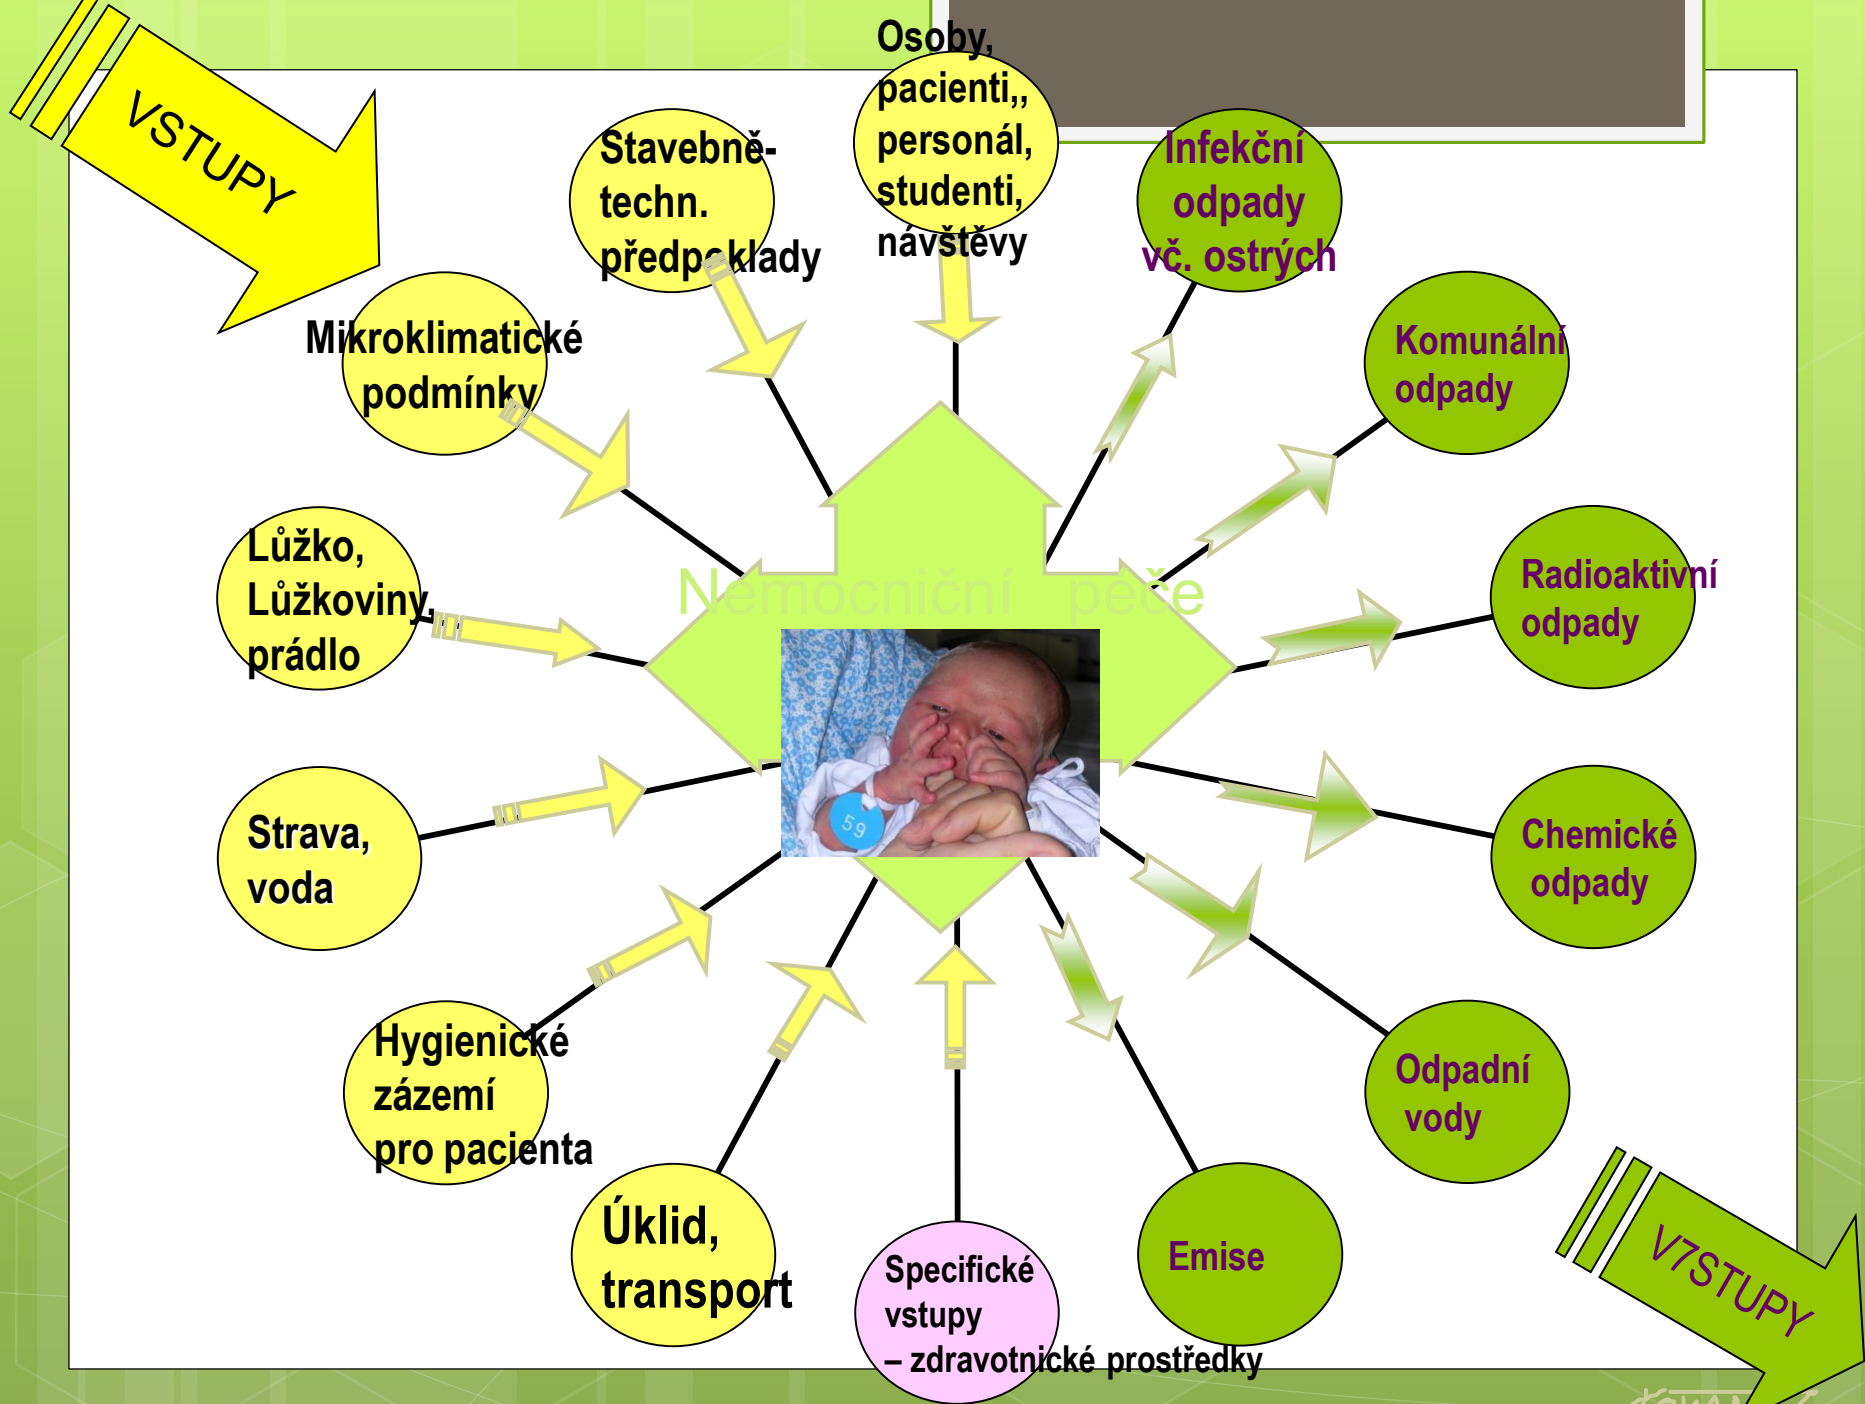 VSTUPY
Osoby,
pacienti,,
personál,
studenti,
návštěvy
Stavebně-
techn.
předpoklady
Infekční
odpady
vč. ostrých
Mikroklimatické
podmínky
Komunální
odpady
Lůžko,
Lůžkoviny,
prádlo
Radioaktivní
odpady
Nemocniční péče
59
Strava,
voda
Chemické
odpady
Hygienické
zázemí
pro pacienta
Odpadní
vody
Úklid,
transport
Specifické
vstupy
– zdravotnické prostředky
Emise
V7STUPY